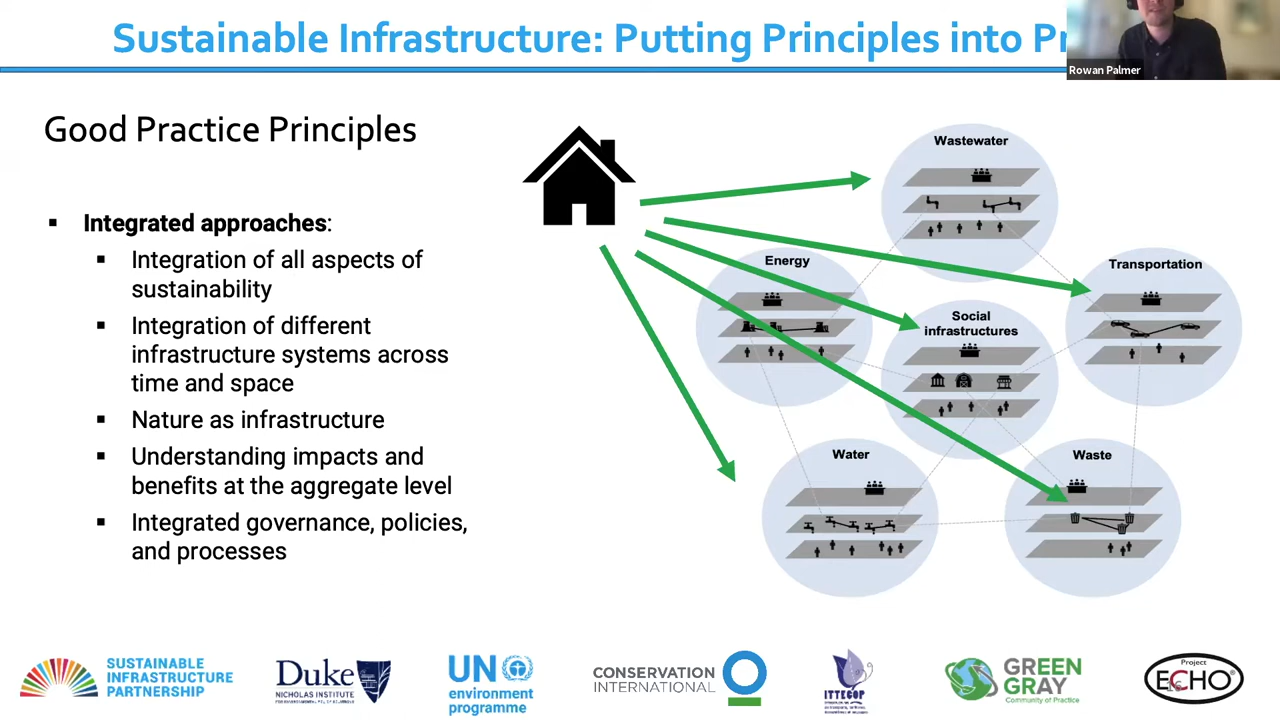 Sustainable Infrastructure: Putting Principles into Pr
Rowan Palmer
Good Practice Principles
▪ Integrated approaches:
▪ Integration of all aspects of
sustainability
▪ Integration of different
infrastructure systems across
time and space
▪ Nature as infrastructure
▪ Understanding impacts and
benefits at the aggregate level
▪ Integrated governance, policies,
and processes
Wastewater
Energy
Transportation
Social
infrastructures
Water
Waste
SUSTAINABLE
INFRASTRUCTURE
PARTNERSHIP
Duke
NICHOLAS INSTITUTE
UN
environment
programme
CONSERVATION
INTERNATIONAL
ITTECOP
GREEN
GRAY
Community of Practice
Project
ECHO
16